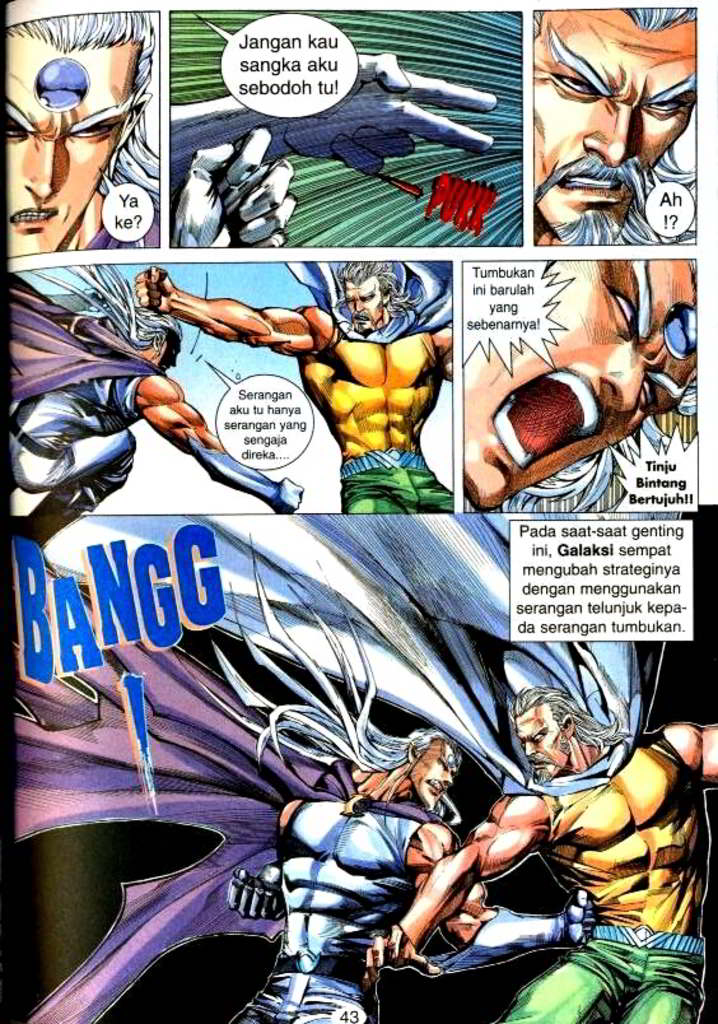 Ya
ke?
Jangan kau
sangka aku
sebodoh tu!
PUKK
Ah
!?
Serangan
aku tu hanya
serangan yang
sengaja
direka....
Tumbukan
ini barulah
yang
sebenarnya!
Tinju
Bintang
Bertujuh!!
BANGG
!
Pada saat-saat genting
ini, Galaksi sempat
mengubah strateginya
dengan menggunakan
serangan telunjuk kepa-
da serangan tumbukan.
43